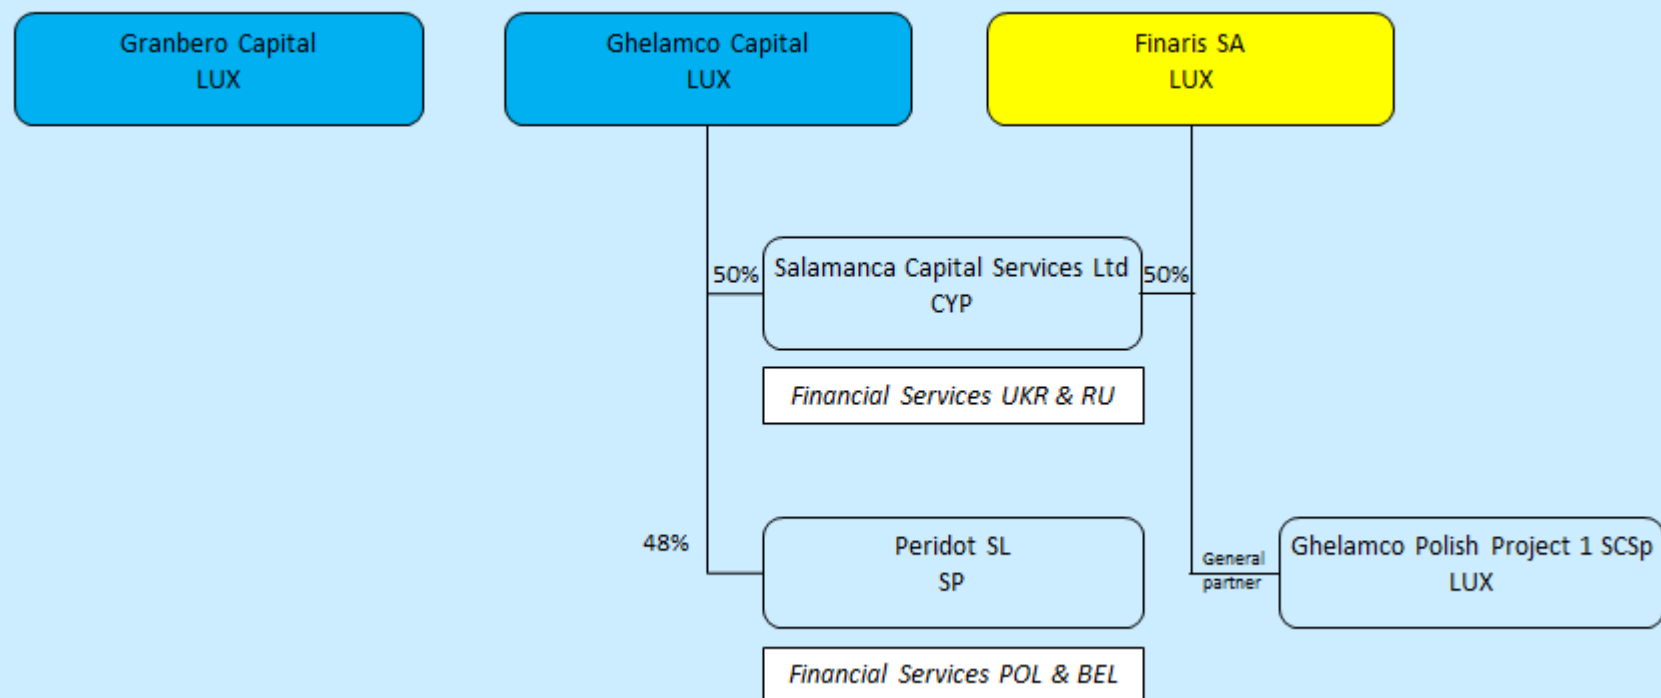 Granbero Capital
LUX
Ghelamco Capital
LUX
Finaris SA
LUX
50%
Salamanca Capital Services Ltd
CYP
50%
Financial Services UKR & RU
48%
Peridot SL
SP
General
partner
Ghelamco Polish Project 1 SCSp
LUX
Financial Services POL & BEL